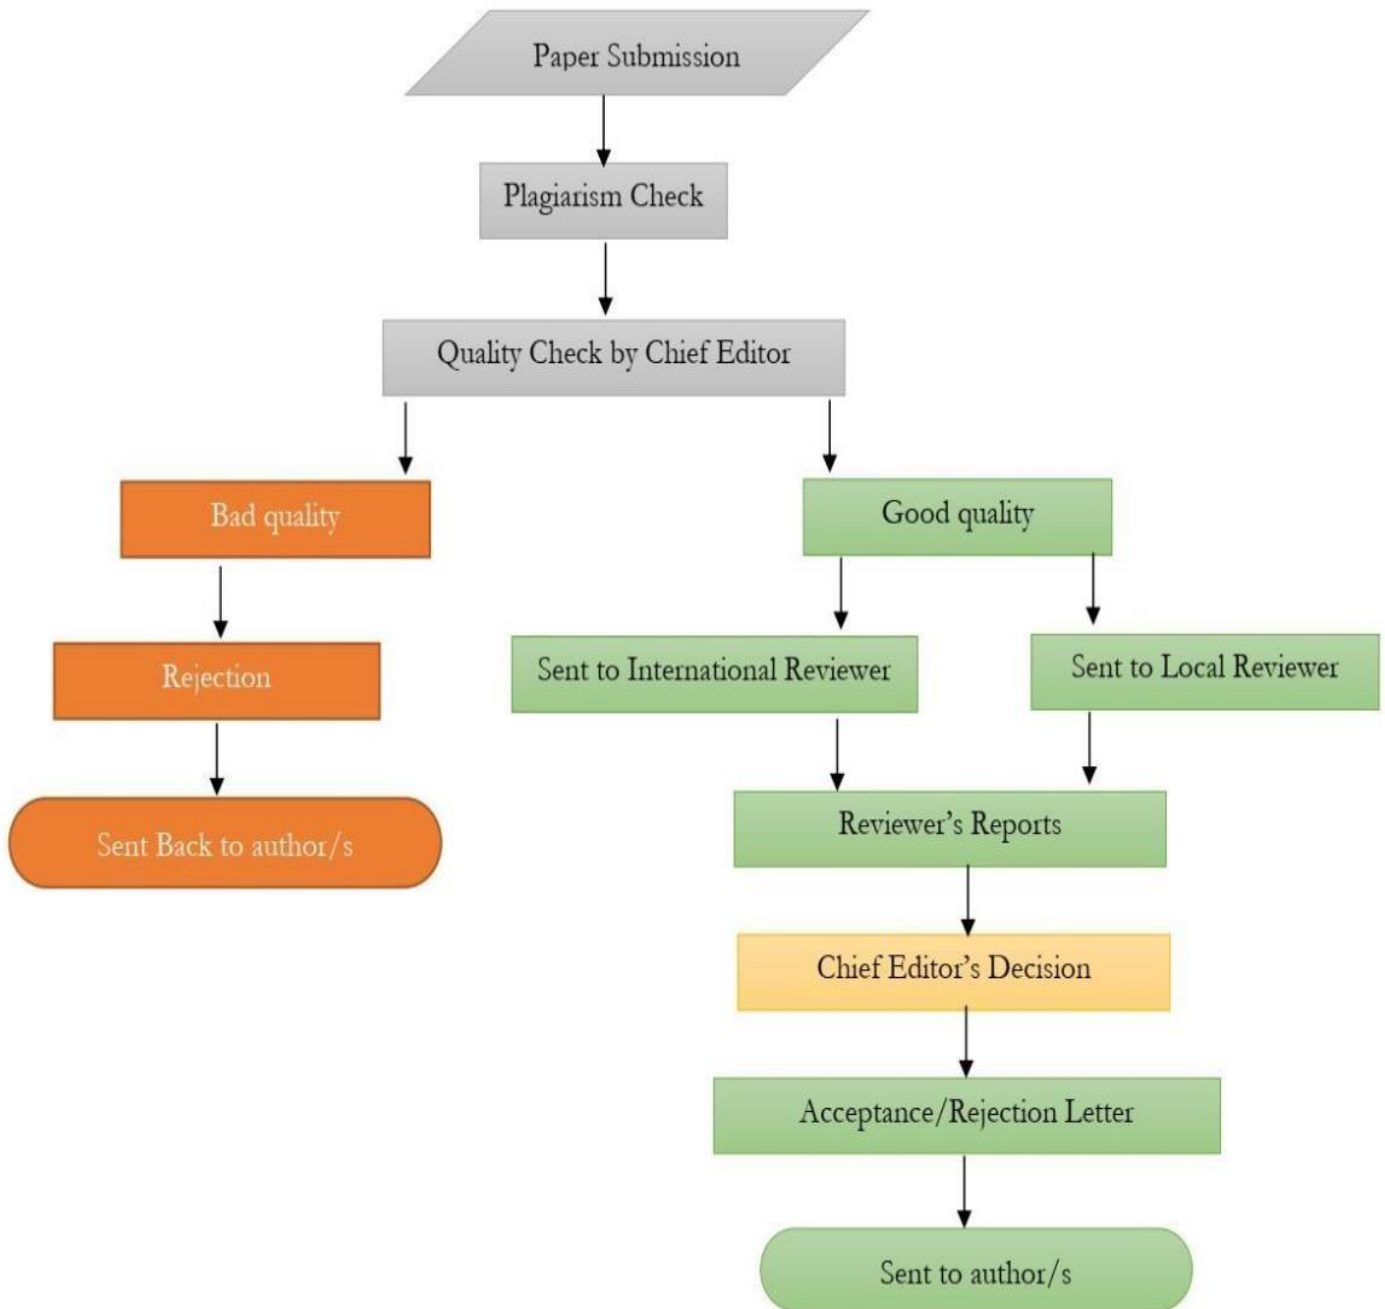 Paper Submission
Plagiarism Check
Quality Check by Chief Editor
Bad quality
Good quality
Rejection
Sent to International Reviewer
Sent to Local Reviewer
Sent Back to author/s
Reviewer's Reports
Chief Editor's Decision
Acceptance/Rejection Letter
Sent to author/s